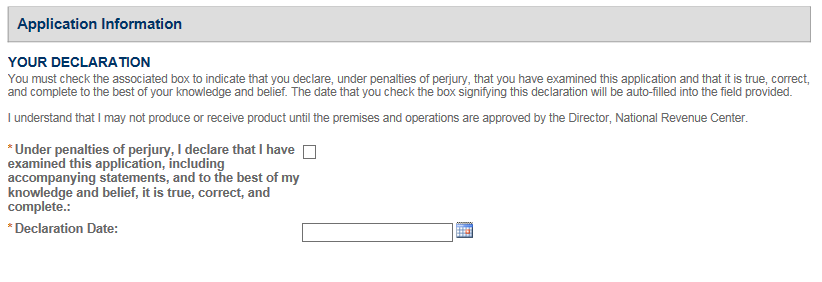 Application Information
YOUR DECLARATION
You must check the associated box to indicate that you declare, under penalties of perjury, that you have examined this application and that it is true, correct,
and complete to the best of your knowledge and belief. The date that you check the box signifying this declaration will be auto-filled into the field provided.
I understand that I may not produce or receive product until the premises and operations are approved by the Director, National Revenue Center.
*Under penalties of perjury, I declare that I have
examined this application, including
accompanying statements, and to the best of my
knowledge and belief, it is true, correct, and
complete.:
*Declaration Date: